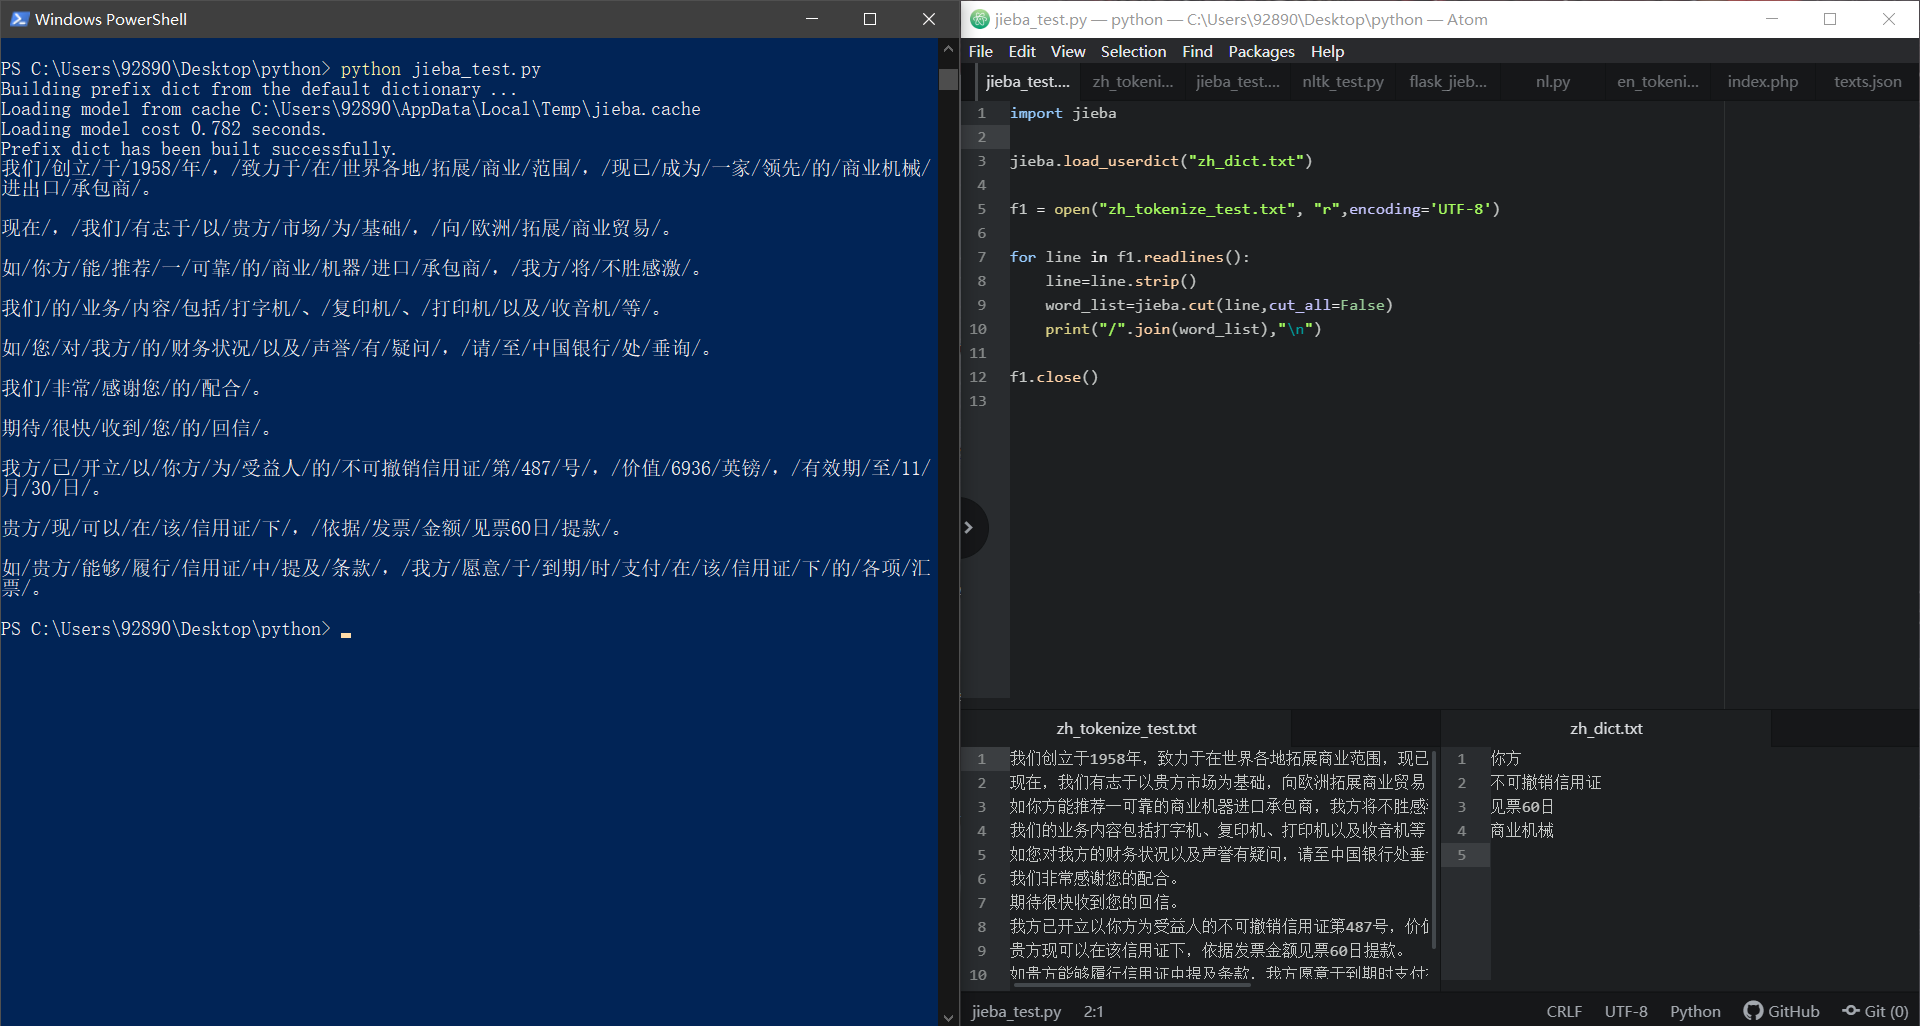 Windows PowerShell
PS C:\Users\92890\Desktop\python> python jieba_test.py
Building prefix dict from the default dictionary ...
Loading model from cache C:\Users\92890\AppData\Local\Temp\jieba.cache
Loading model cost 0.782 seconds.
Prefix dict has been built successfully.
我们/创立/于/1958/年/，/致力于/在/世界各地/拓展/商业/范围/，/现已/成为/一家/领先/的/商业机械/
进出口/承包商/。
现在/，/我们/有志于/以/贵方/市场/为/基础/，/向/欧洲/拓展/商业贸易/。
如/你方/能/推荐/一/可靠/的/商业/机器/进口/承包商/，/我方/将/不胜感激/。
我们/的/业务/内容/包括/打字机/、/复印机/、/打印机/以及/收音机/等/。
如/您/对/我方/的/财务状况/以及/声誉/有/疑问/，/请/至/中国银行/处/垂询/。
我们/非常/感谢您/的/配合/。
期待/很快/收到/您/的/回信/。
我方/已/开立/以/你方/为/受益人/的/不可撤销信用证/第/487/号/，/价值/6936/英镑/，/有效期/至/11/
月/30/日/。
贵方/现/可以/在/该/信用证/下/，/依据/发票/金额/见票60日/提款/。
如/贵方/能够/履行/信用证/中/提及/条款/，/我方/愿意/于/到期/时/支付/在/该/信用证/下/的/各项/汇
票/。
PS C:\Users\92890\Desktop\python>
jieba_test.py — python — C:\Users\92890\Desktop\python — Atom
File Edit View Selection Find Packages Help
jieba_test.... zh_tokeni... jieba_test.... nltk_test.py flask_jieb... nl.py en_tokeni... index.php texts.json
1 import jieba
2
3 jieba.load_userdict("zh_dict.txt")
4
5 f1 = open("zh_tokenize_test.txt", "r",encoding='UTF-8')
6
7 for line in f1.readlines():
8 line=line.strip()
9 word_list=jieba.cut(line,cut_all=False)
10 print("/".join(word_list),"\n")
11
12 f1.close()
13
zh_tokenize_test.txt
1 我们创立于1958年，致力于在世界各地拓展商业范围，现已
2 现在，我们有志于以贵方市场为基础，向欧洲拓展商业贸易
3 如你方能推荐一可靠的商业机器进口承包商，我方将不胜感
4 我们的业务内容包括打字机、复印机、打印机以及收音机等
5 如您对我方的财务状况以及声誉有疑问，请至中国银行处垂
6 我们非常感谢您的配合。
7 期待很快收到您的回信。
8 我方已开立以你方为受益人的不可撤销信用证第487号，价
9 贵方现可以在该信用证下，依据发票金额见票60日提款。
10 如贵方能够履行信用证中提及条款，我方愿意于到期时支付
zh_dict.txt
1 你方
2 不可撤销信用证
3 见票60日
4 商业机械
5
jieba_test.py 2:1 CRLF UTF-8 Python GitHub Git (0)